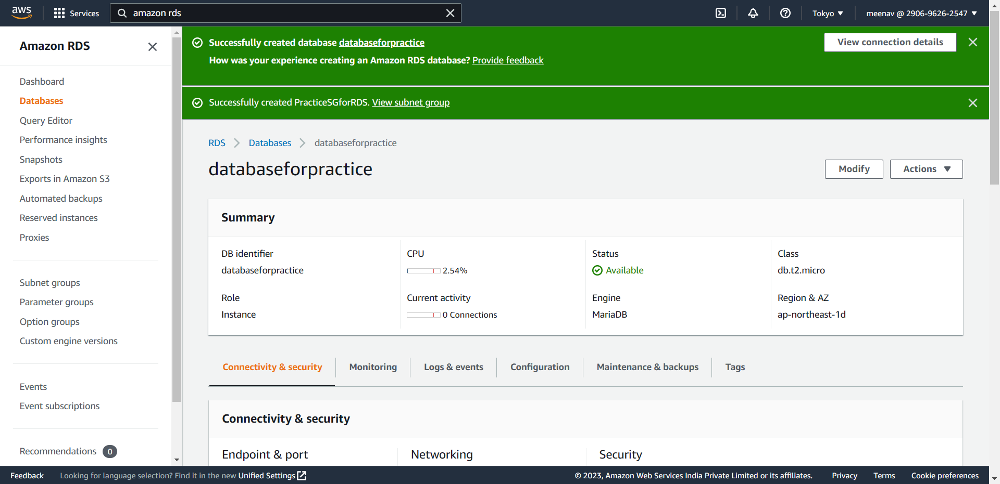 aws
Services
amazon rds
Tokyo
meenav @ 2906-9626-2547
Amazon RDS
Dashboard
Databases
Query Editor
Performance insights
Snapshots
Exports in Amazon S3
Automated backups
Reserved instances
Proxies
Subnet groups
Parameter groups
Option groups
Custom engine versions
Events
Event subscriptions
Recommendations 0
Successfully created database databaseforpractice
How was your experience creating an Amazon RDS database? Provide feedback
View connection details
Successfully created PracticeSGforRDS. View subnet group
RDS Databases databaseforpractice
databaseforpractice
Modify
Actions
Summary
DB identifier
databaseforpractice
CPU
2.54%
Status
Available
Class
db.t2.micro
Role
Instance
Current activity
0 Connections
Engine
MariaDB
Region & AZ
ap-northeast-1d
Connectivity & security
Monitoring
Logs & events
Configuration
Maintenance & backups
Tags
Connectivity & security
Endpoint & port
Networking
Security
Feedback
Looking for language selection? Find it in the new Unified Settings
© 2023, Amazon Web Services India Private Limited or its affiliates.
Privacy
Terms
Cookie preferences